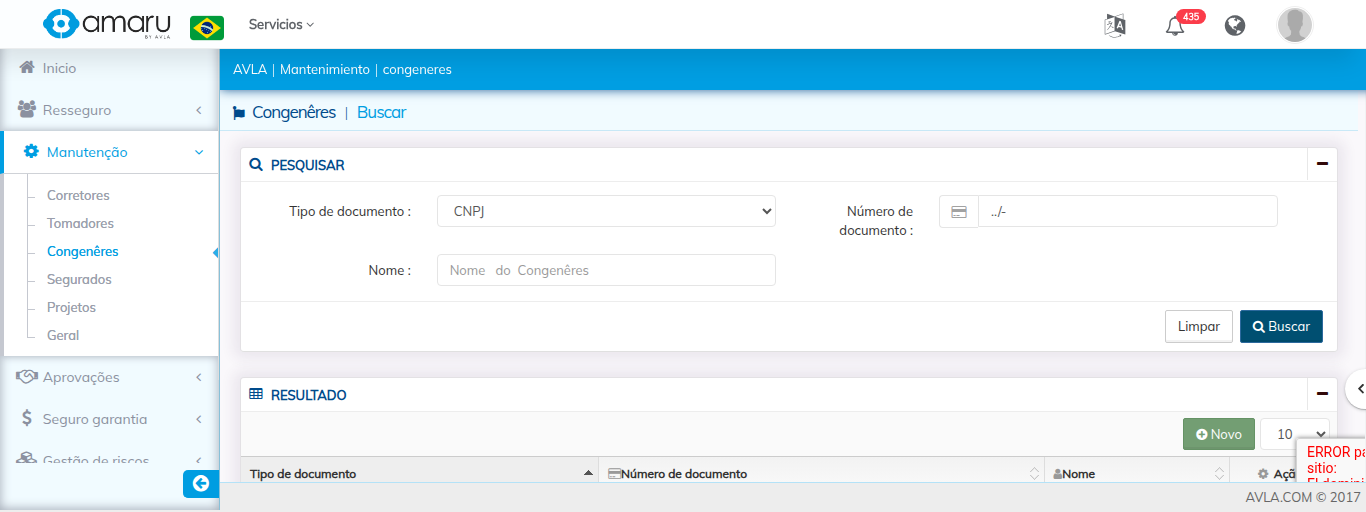 amaru
BY AVLA
Servicios
435
Inicio
Resseguro
Manutenção
Corretores
Tomadores
Congenêres
Segurados
Projetos
Geral
Aprovações
Seguro garantia
Gestão de riscos
AVLA | Mantenimiento | congeneres
Congenêres | Buscar
PESQUISAR
Tipo de documento :
CNPJ
Número de
documento :
../-
Nome :
Nome do Congenêres
Limpar
Buscar
RESULTADO
Novo
10
Tipo de documento
Número de documento
Nome
Açã
ERROR pa
sitio:
El domini
AVLA.COM © 2017